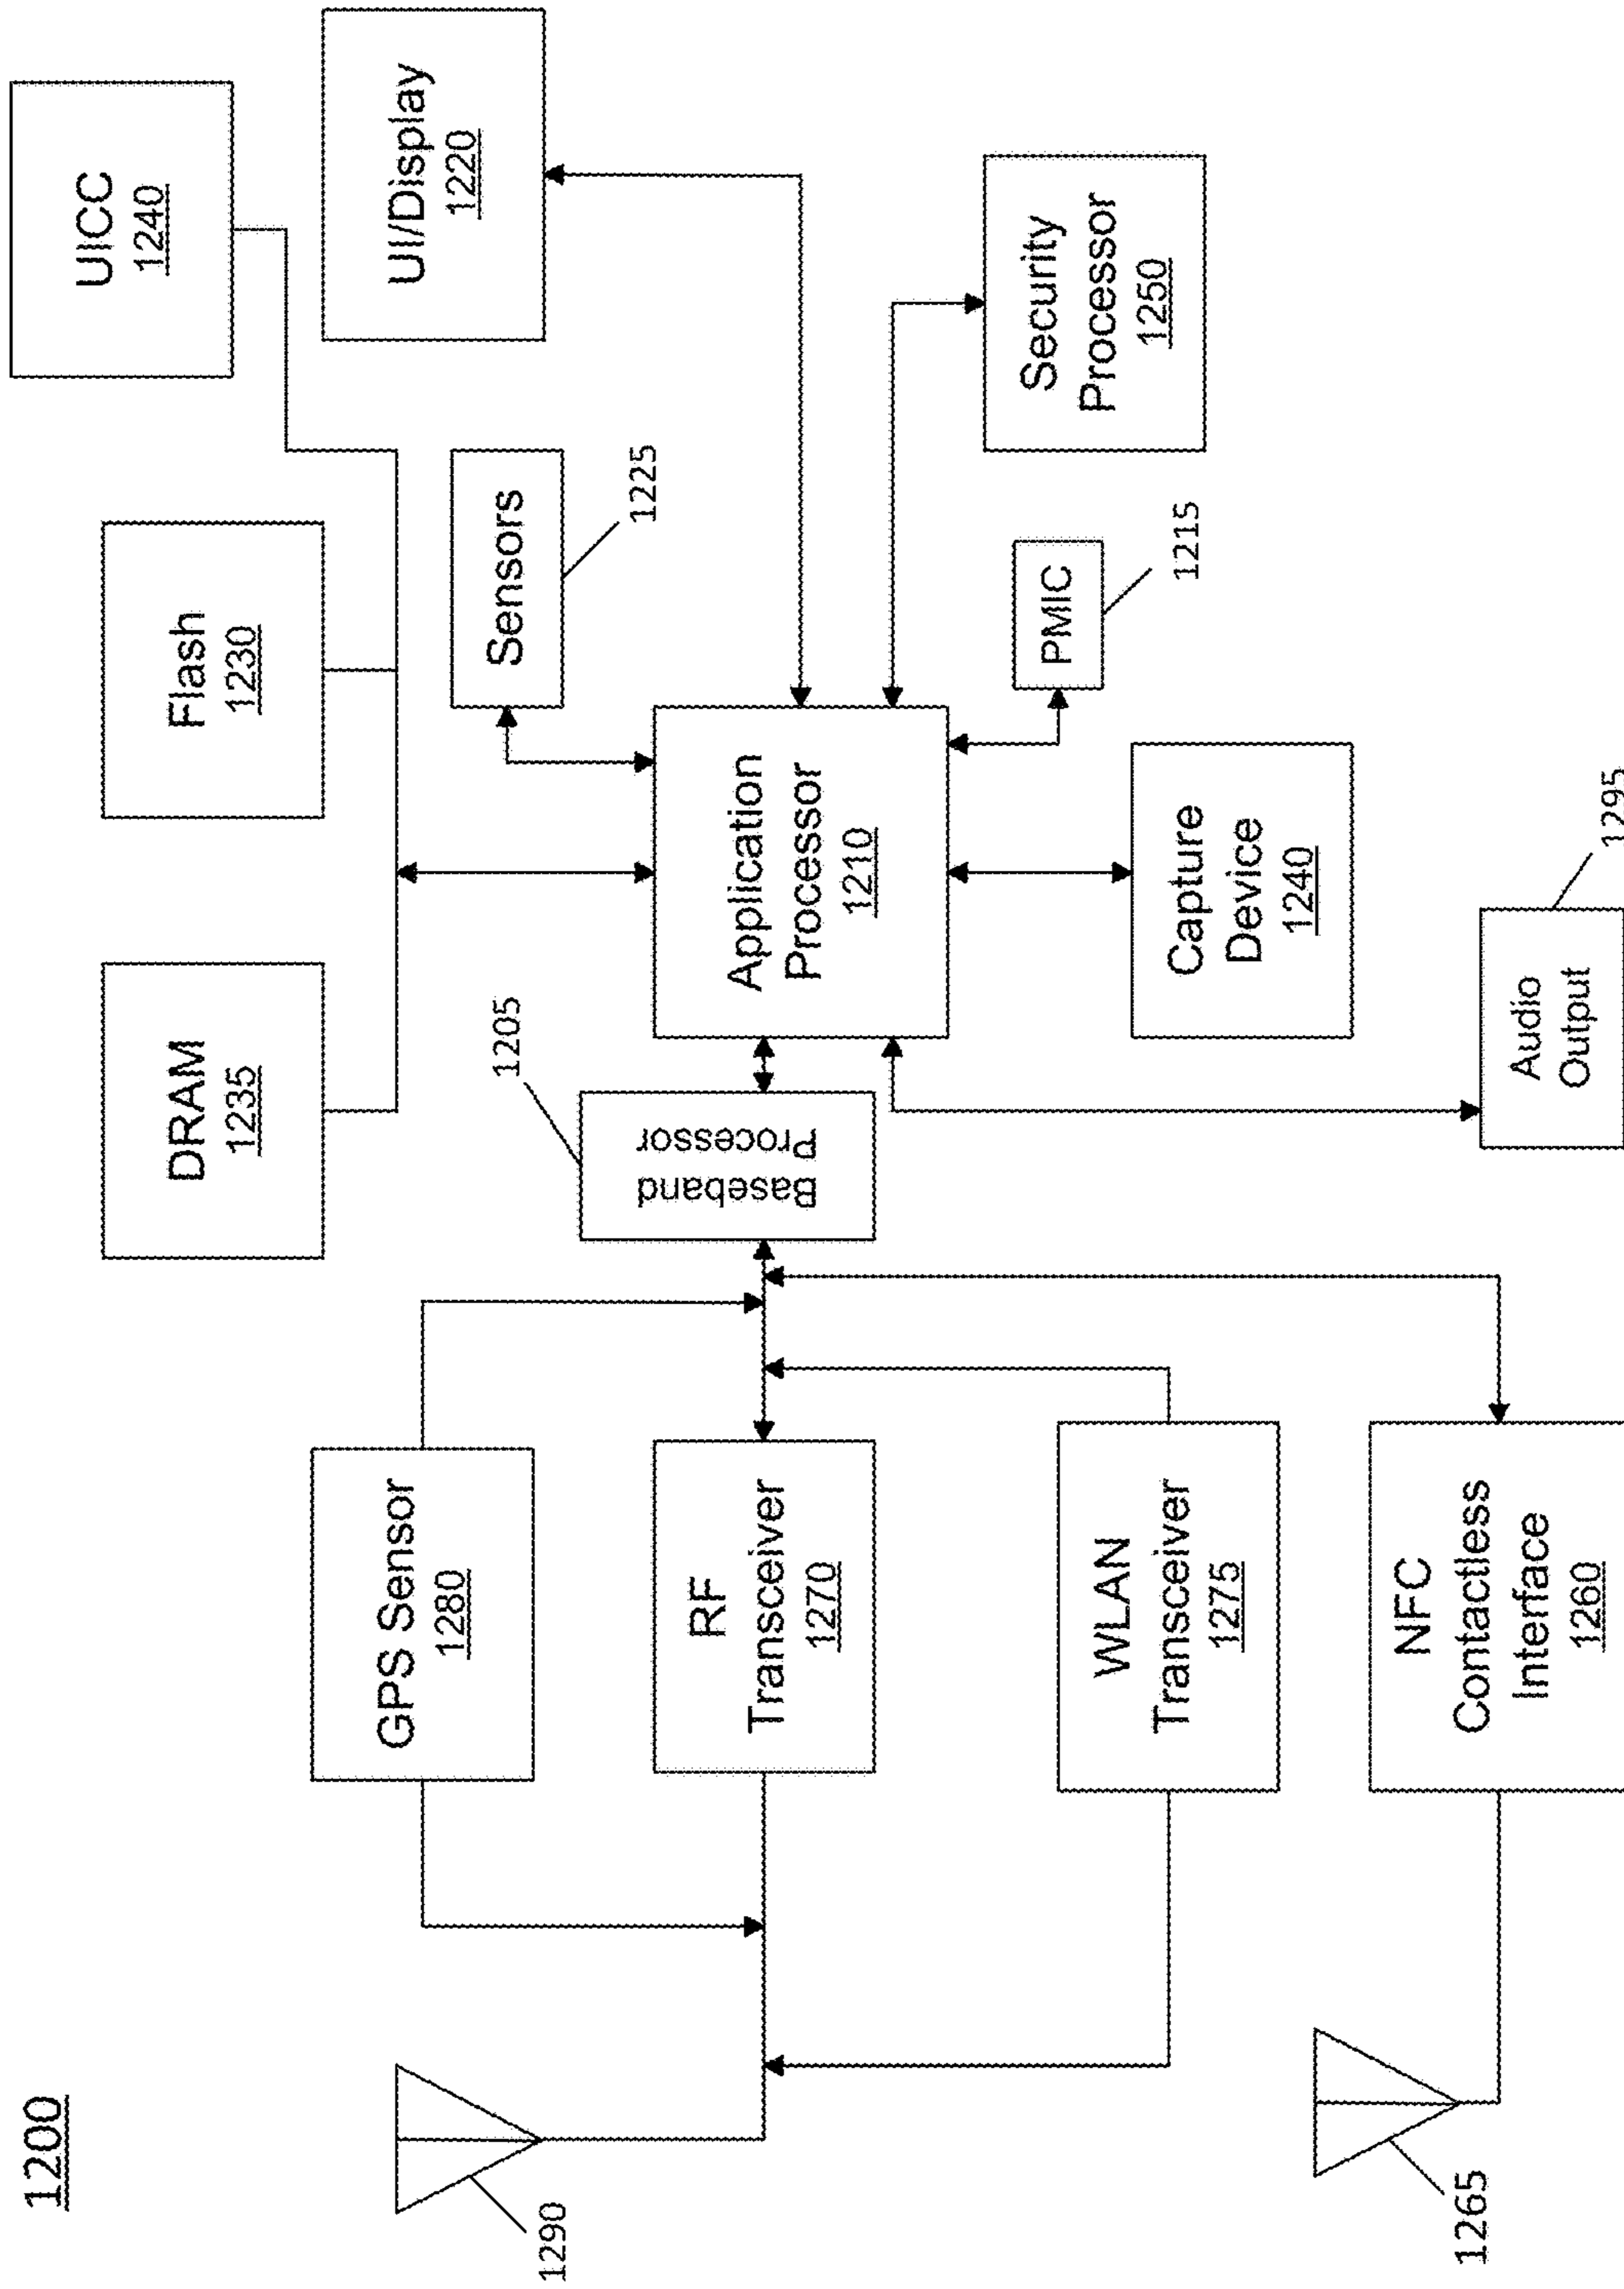 1200
UICC
1240
Flash
1230
DRAM
1235
UI/Display
1220
Sensors
1225
GPS Sensor
1280
1290
1205
Baseband
Processor
Application
Processor
1210
RF
Transceiver
1270
Security
Processor
1250
PMIC
1215
Capture
Device
1240
WLAN
Transceiver
1275
NFC
Contactless
Interface
1260
1265
Audio
Output
1295